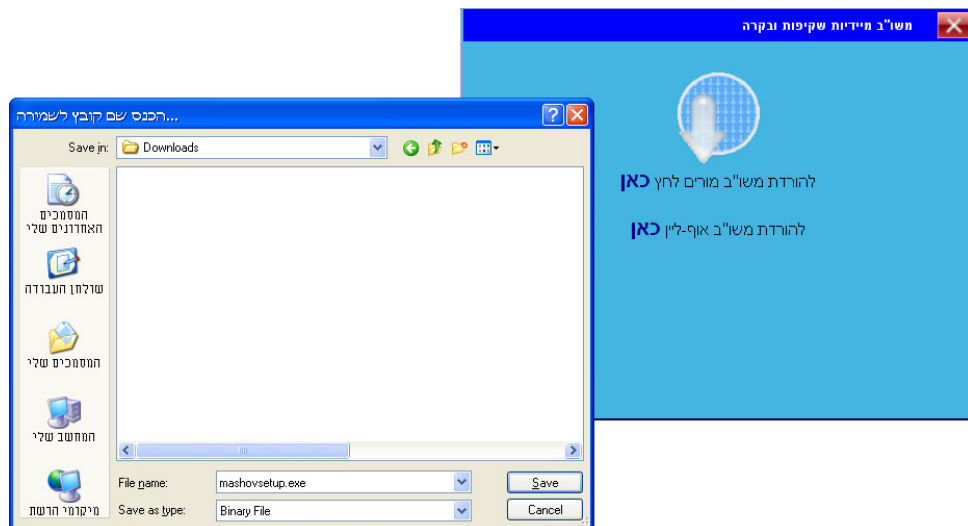 משו"ב מיידיות שקיפות ובקרה
להורדת משו"ב מורים לחץ כאן
להורדת משו"ב אוף-ליין כאן
הכנס שם קובץ לשמירה...
Save in:
Downloads
המסמכים
האחרונים שלי
שולחן העבודה
המסמכים שלי
המחשב שלי
מיקומי הרשת
File name:
mashovsetup.exe
Save
Save as type:
Binary File
Cancel